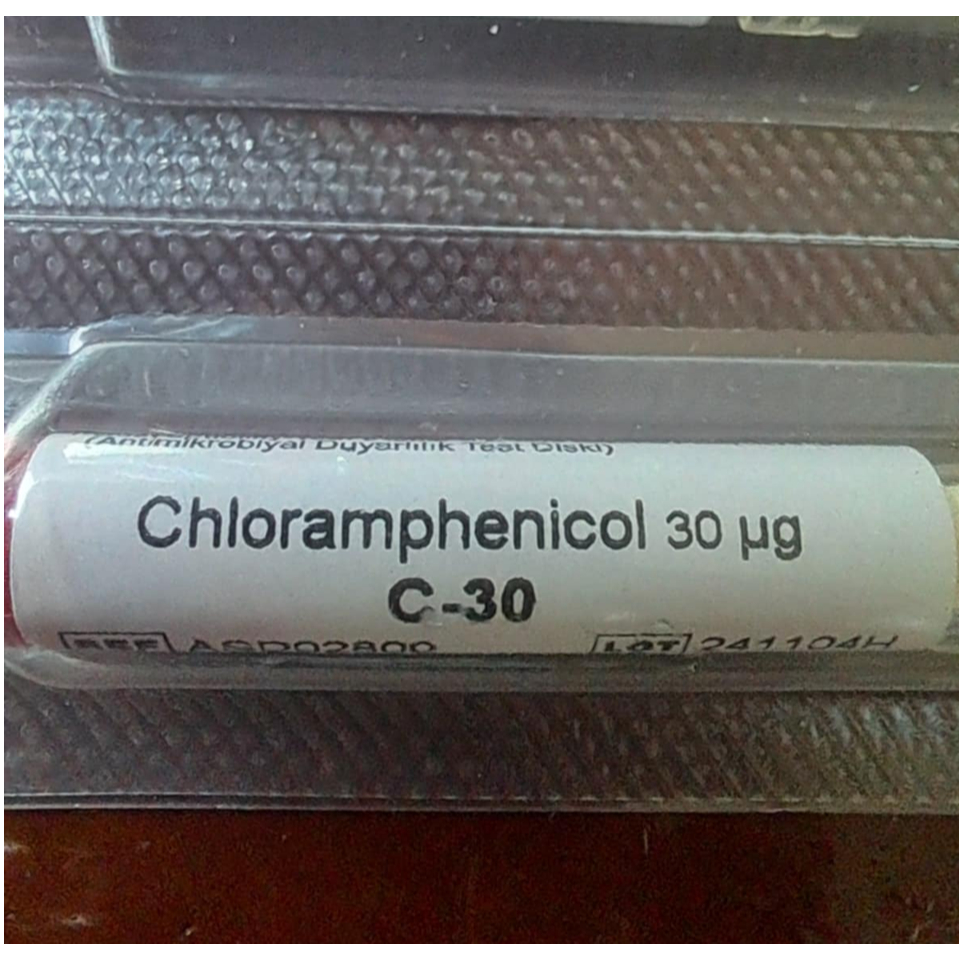 (Antimikrobiyal Duyarlılık Test Diski)
Chloramphenicol 30 µg
C-30
REF ASD02800 LOT 241104H